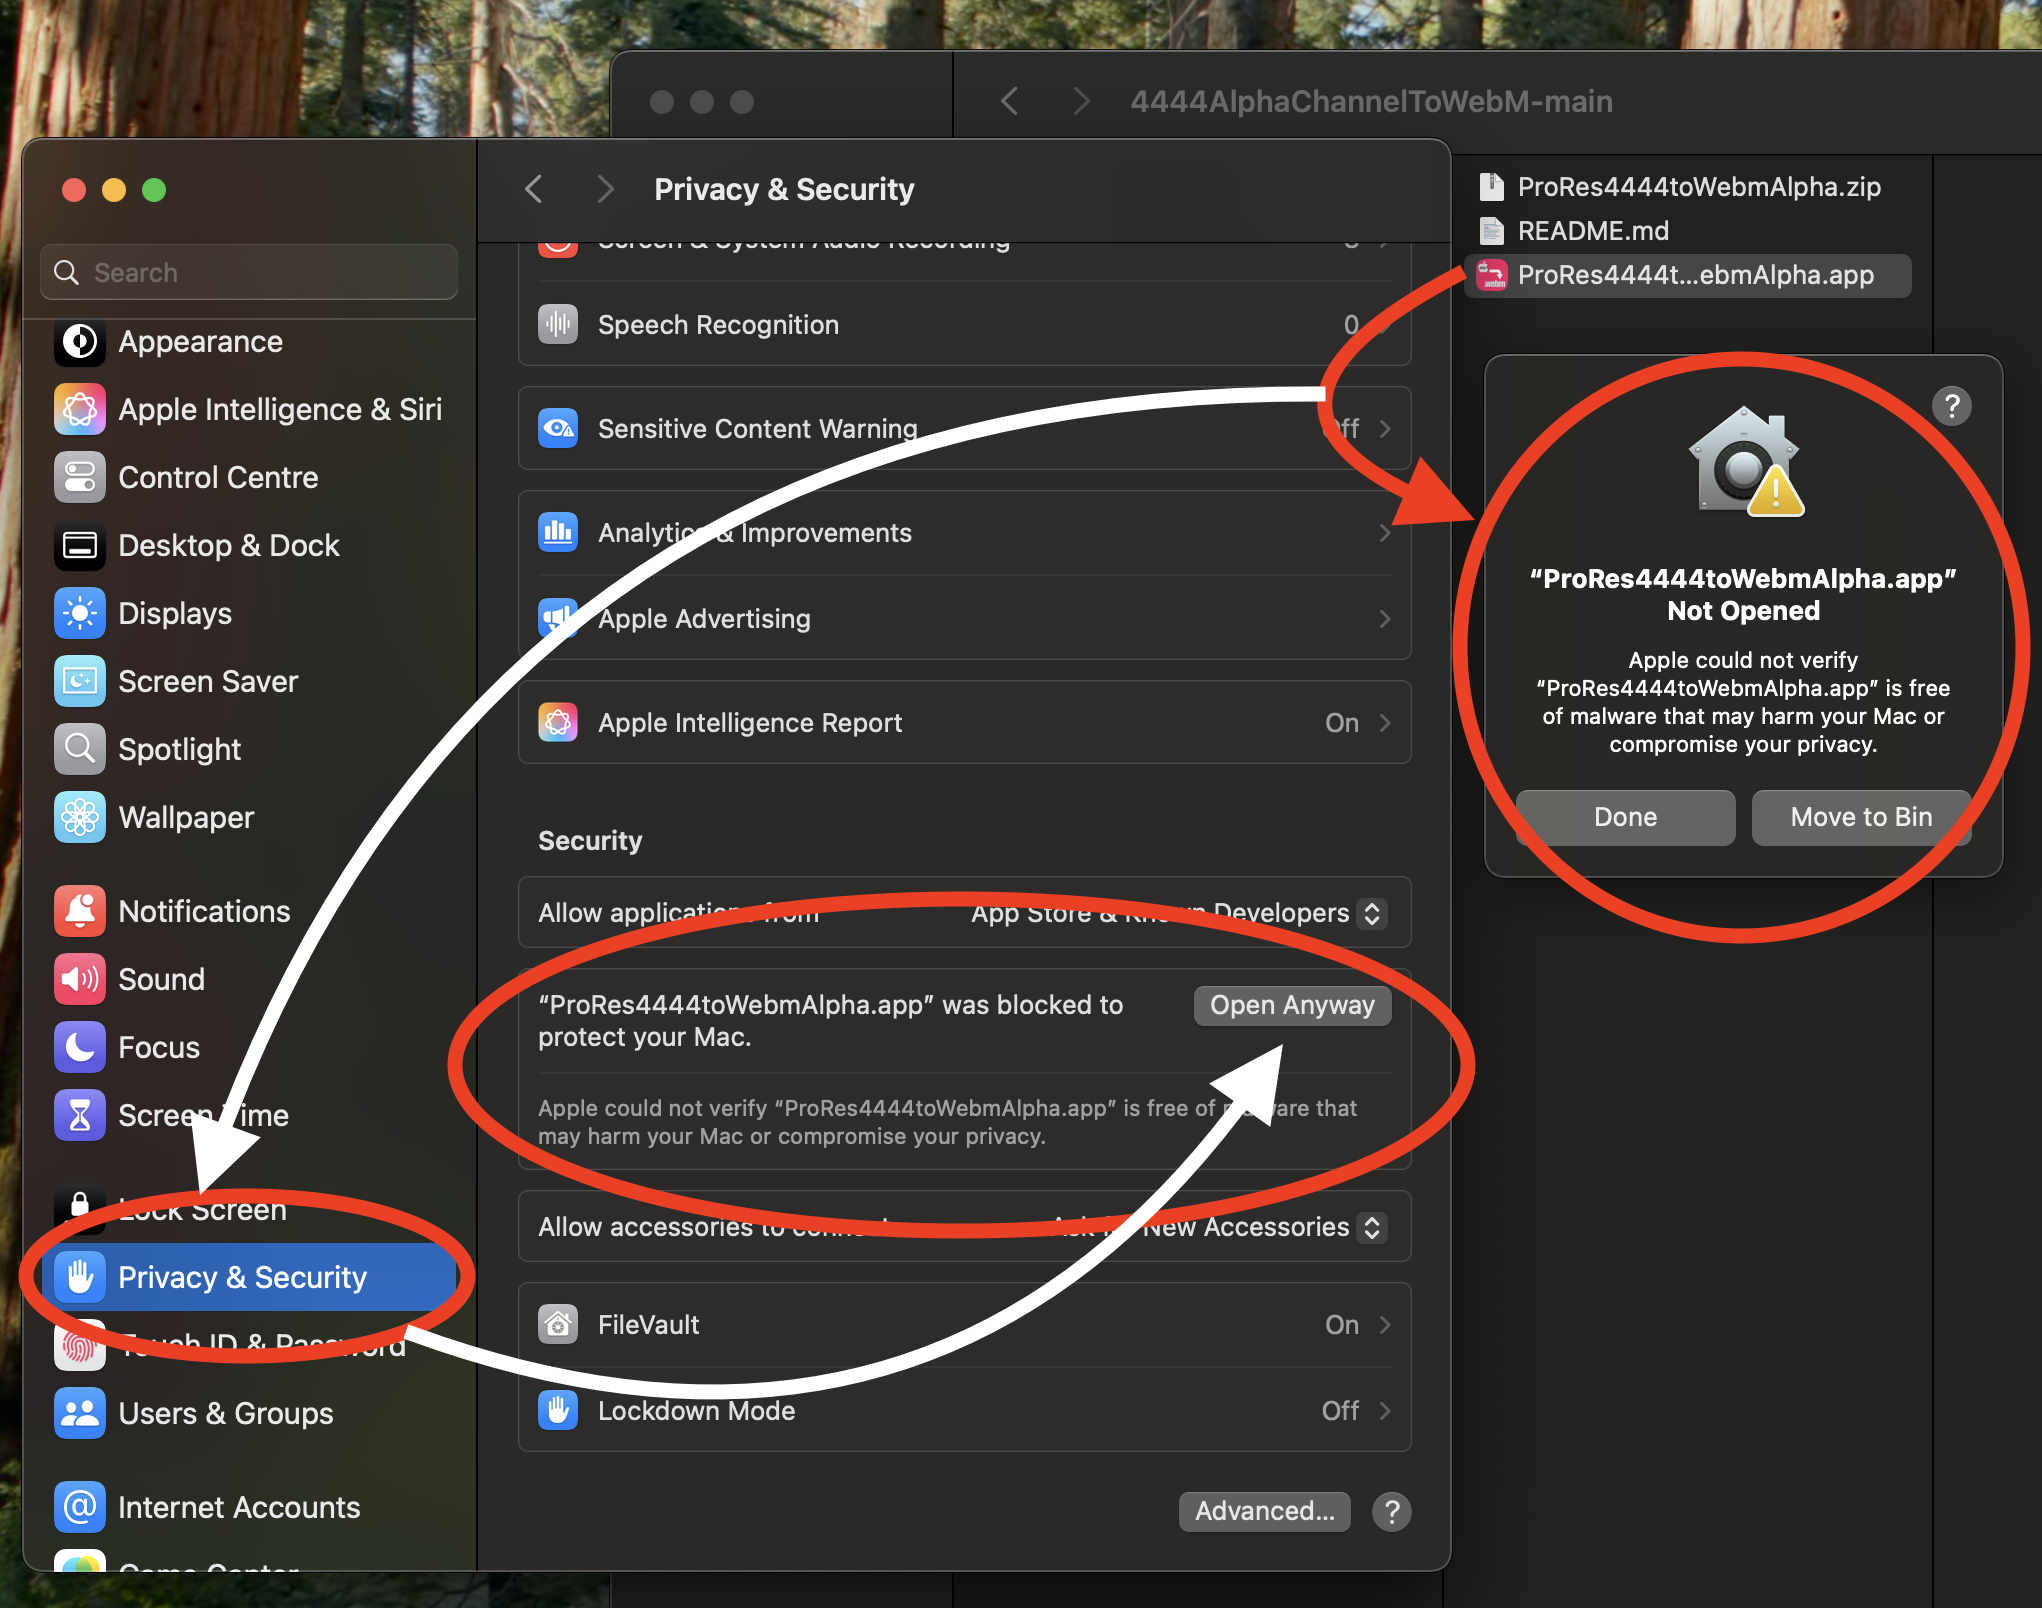 4444AlphaChannelToWebM-main
ProRes4444toWebmAlpha.zip
README.md
ProRes4444t...ebmAlpha.app
Search
Appearance
Apple Intelligence & Siri
Control Centre
Desktop & Dock
Displays
Screen Saver
Spotlight
Wallpaper
Notifications
Sound
Focus
Screen Time
Lock Screen
Privacy & Security
Touch ID & Password
Users & Groups
Internet Accounts
Game Center
Privacy & Security
Screen & System Audio Recording
Speech Recognition 0
Sensitive Content Warning Off
Analytics & Improvements
Apple Advertising
Apple Intelligence Report On
Security
Allow applications from App Store & Known Developers
“ProRes4444toWebmAlpha.app” was blocked to
protect your Mac.
Open Anyway
Apple could not verify “ProRes4444toWebmAlpha.app” is free of malware that
may harm your Mac or compromise your privacy.
Allow accessories to connect Ask for New Accessories
FileVault On
Lockdown Mode Off
Advanced...
?
?
“ProRes4444toWebmAlpha.app”
Not Opened
Apple could not verify
“ProRes4444toWebmAlpha.app” is free
of malware that may harm your Mac or
compromise your privacy.
Done
Move to Bin